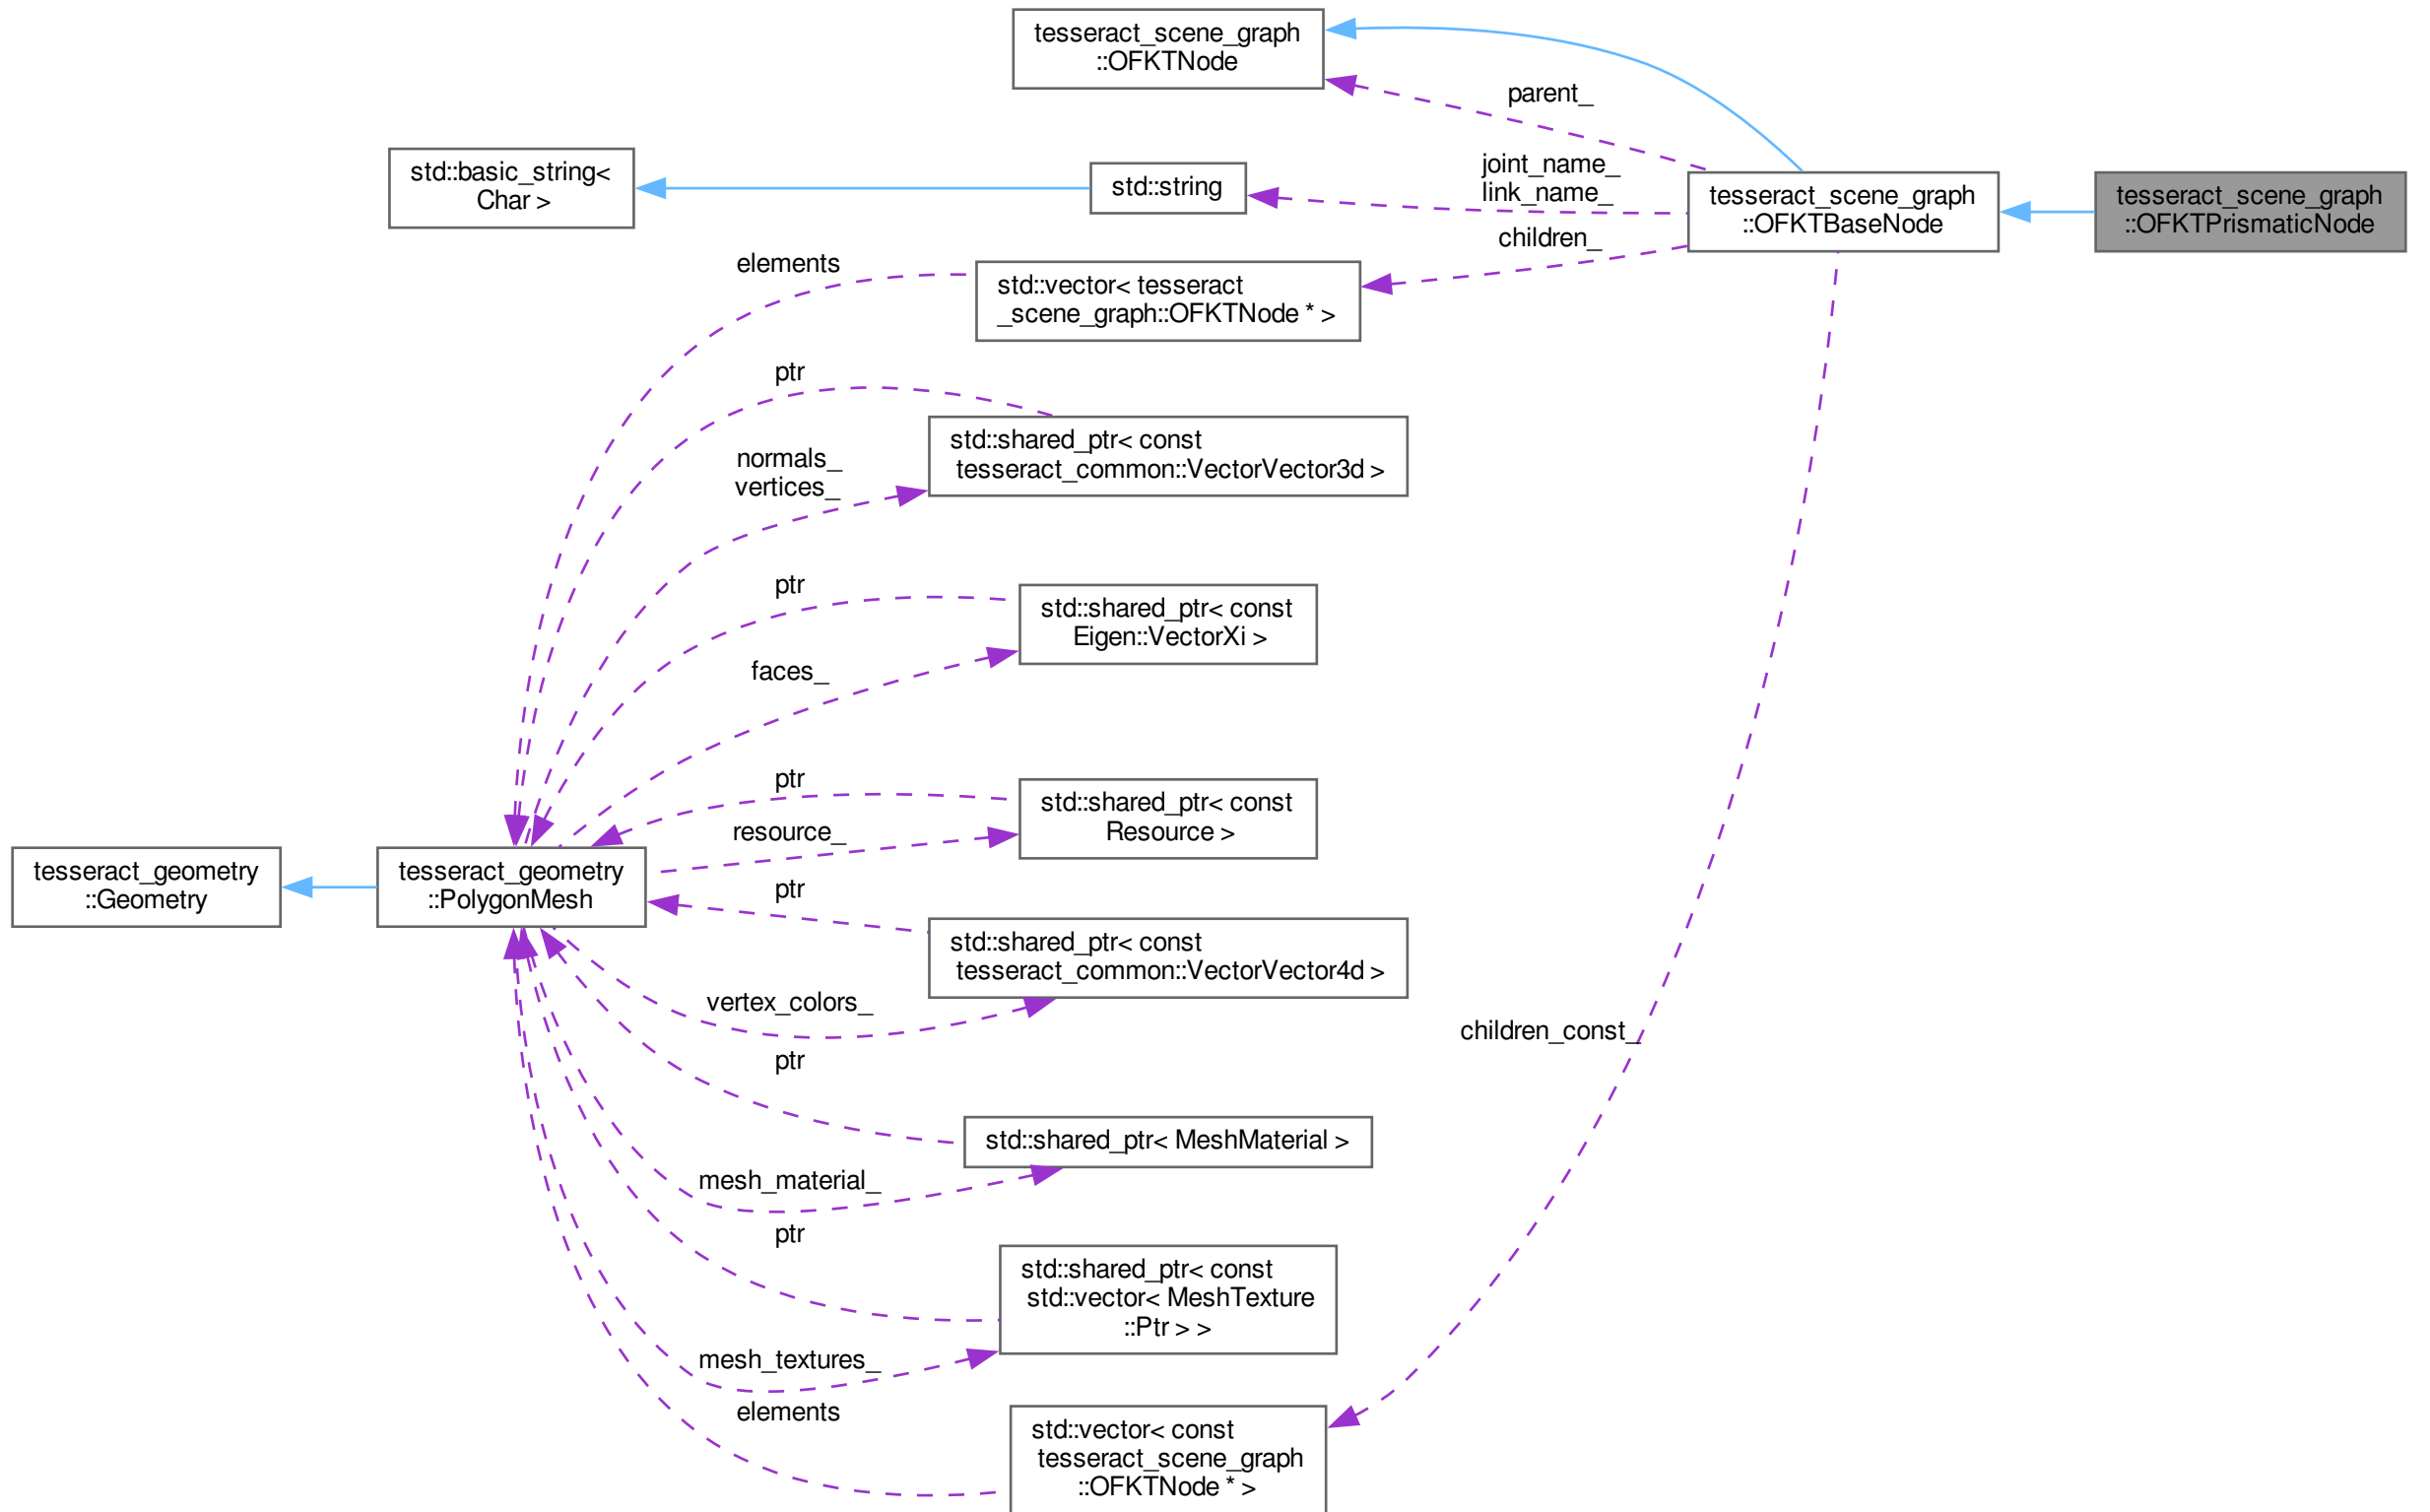 tesseract_scene_graph
::OFKTNode
parent_
std::basic_string<
Char >
std::string
joint_name_
link_name_
tesseract_scene_graph
::OFKTBaseNode
tesseract_scene_graph
::OFKTPrismaticNode
children_
elements
std::vector< tesseract
_scene_graph::OFKTNode * >
ptr
std::shared_ptr< const
tesseract_common::VectorVector3d >
normals_
vertices_
ptr
std::shared_ptr< const
Eigen::VectorXi >
faces_
ptr
std::shared_ptr< const
Resource >
resource_
tesseract_geometry
::Geometry
tesseract_geometry
::PolygonMesh
ptr
std::shared_ptr< const
tesseract_common::VectorVector4d >
vertex_colors_
children_const_
ptr
std::shared_ptr< MeshMaterial >
mesh_material_
ptr
std::shared_ptr< const
std::vector< MeshTexture
::Ptr > >
mesh_textures_
elements
std::vector< const
tesseract_scene_graph
::OFKTNode * >